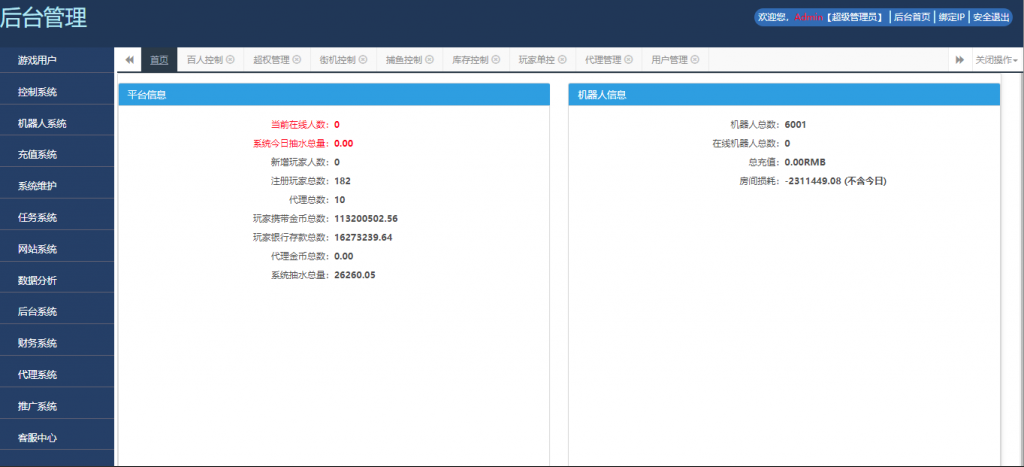 后台管理
欢迎您，Admin【超级管理员】 | 后台首页 | 绑定IP | 安全退出
首页 百人控制 超权管理 街机控制 捕鱼控制 库存控制 玩家单控 代理管理 用户管理 关闭操作
游戏用户
控制系统
机器人系统
充值系统
系统维护
任务系统
网站系统
数据分析
后台系统
财务系统
代理系统
推广系统
客服中心
平台信息
当前在线人数： 0
系统今日抽水总量： 0.00
新增玩家人数： 0
注册玩家总数： 182
代理总数： 10
玩家携带金币总数： 113200502.56
玩家银行存款总数： 16273239.64
代理金币总数： 0.00
系统抽水总量： 26260.05
机器人信息
机器人总数： 6001
在线机器人总数： 0
总充值： 0.00RMB
房间损耗： -2311449.08 (不含今日)